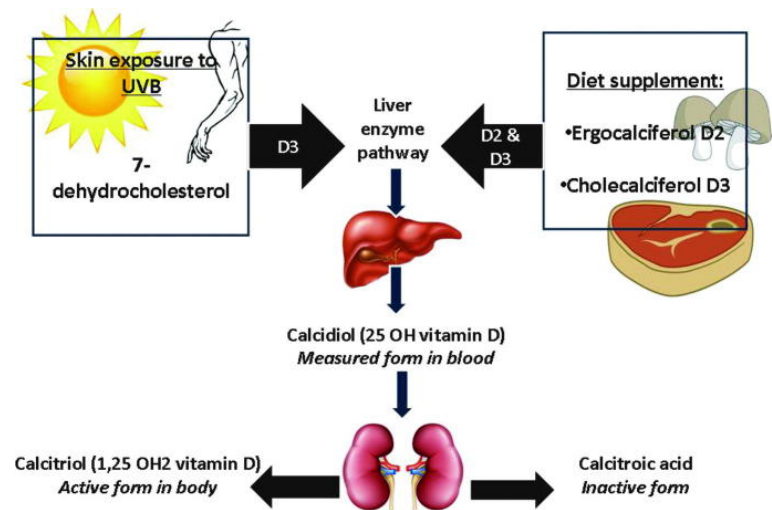 Skin exposure to
UVB
7-
dehydrocholesterol
D3
Liver
enzyme
pathway
D2 &
D3
Diet supplement:
•Ergocalciferol D2
•Cholecalciferol D3
Calcidiol (25 OH vitamin D)
Measured form in blood
Calcitriol (1,25 OH2 vitamin D)
Active form in body
Calcitroic acid
Inactive form